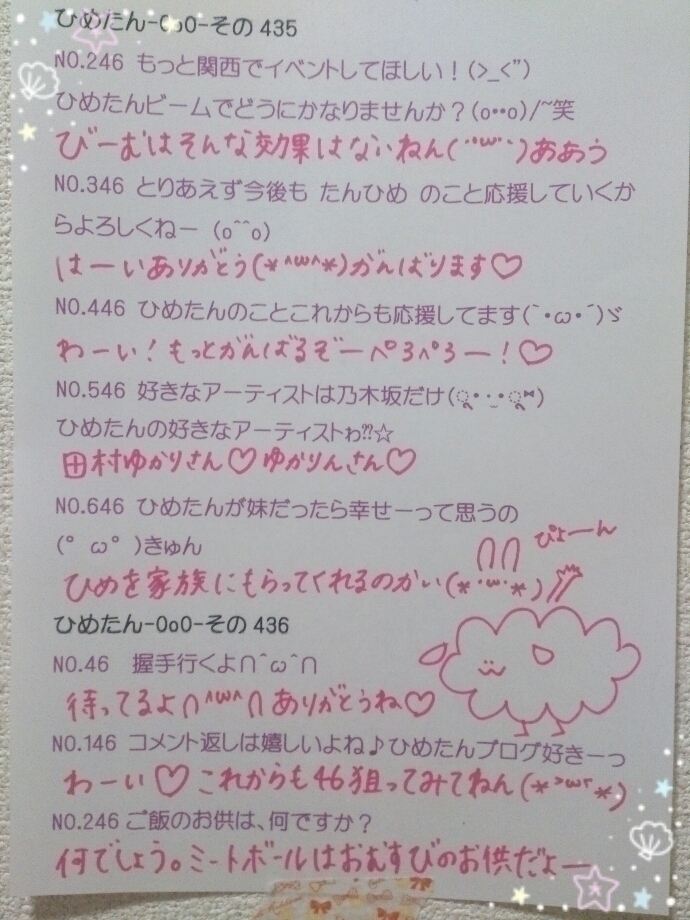 ひめたん-OoO-その435
NO.246 もっと関西でイベントしてほしい！(>_<")
ひめたんビームでどうにかなりませんか？(o••o)/~笑
びーむはそんな効果はないねん(´･ω･`)ああう
NO.346 とりあえず今後も たんひめ のこと応援していくか
らよろしくねー (o^^o)
はーいありがとう(*^ω^*)がんばります♡
NO.446 ひめたんのことこれからも応援してます(`・ω・´)ゞ
わーい！もっとがんばるぞーぺろぺろー！♡
NO.546 好きなアーティストは乃木坂だけ(ू•‧̫•ू⑅)
ひめたんの好きなアーティストゎ⁇☆
田村ゆかりさん♡ゆかりんさん♡
NO.646 ひめたんが妹だったら幸せーって思うの
(°ω°)きゅん
ぴょーん
ひめを家族にもらってくれるのかい(*･ω･*)
ひめたん-OoO-その436
NO.46 握手行くよ∩^ω^∩
待ってるよ∩^ω^∩ありがとうね♡
NO.146 コメント返しは嬉しいよね♪ひめたんブログ好きーっ
わーい♡これからも46狙ってみてねん(*>ω<*)
NO.246 ご飯のお供は、何ですか？
何でしょう。ミートボールはおむすびのお供だよー